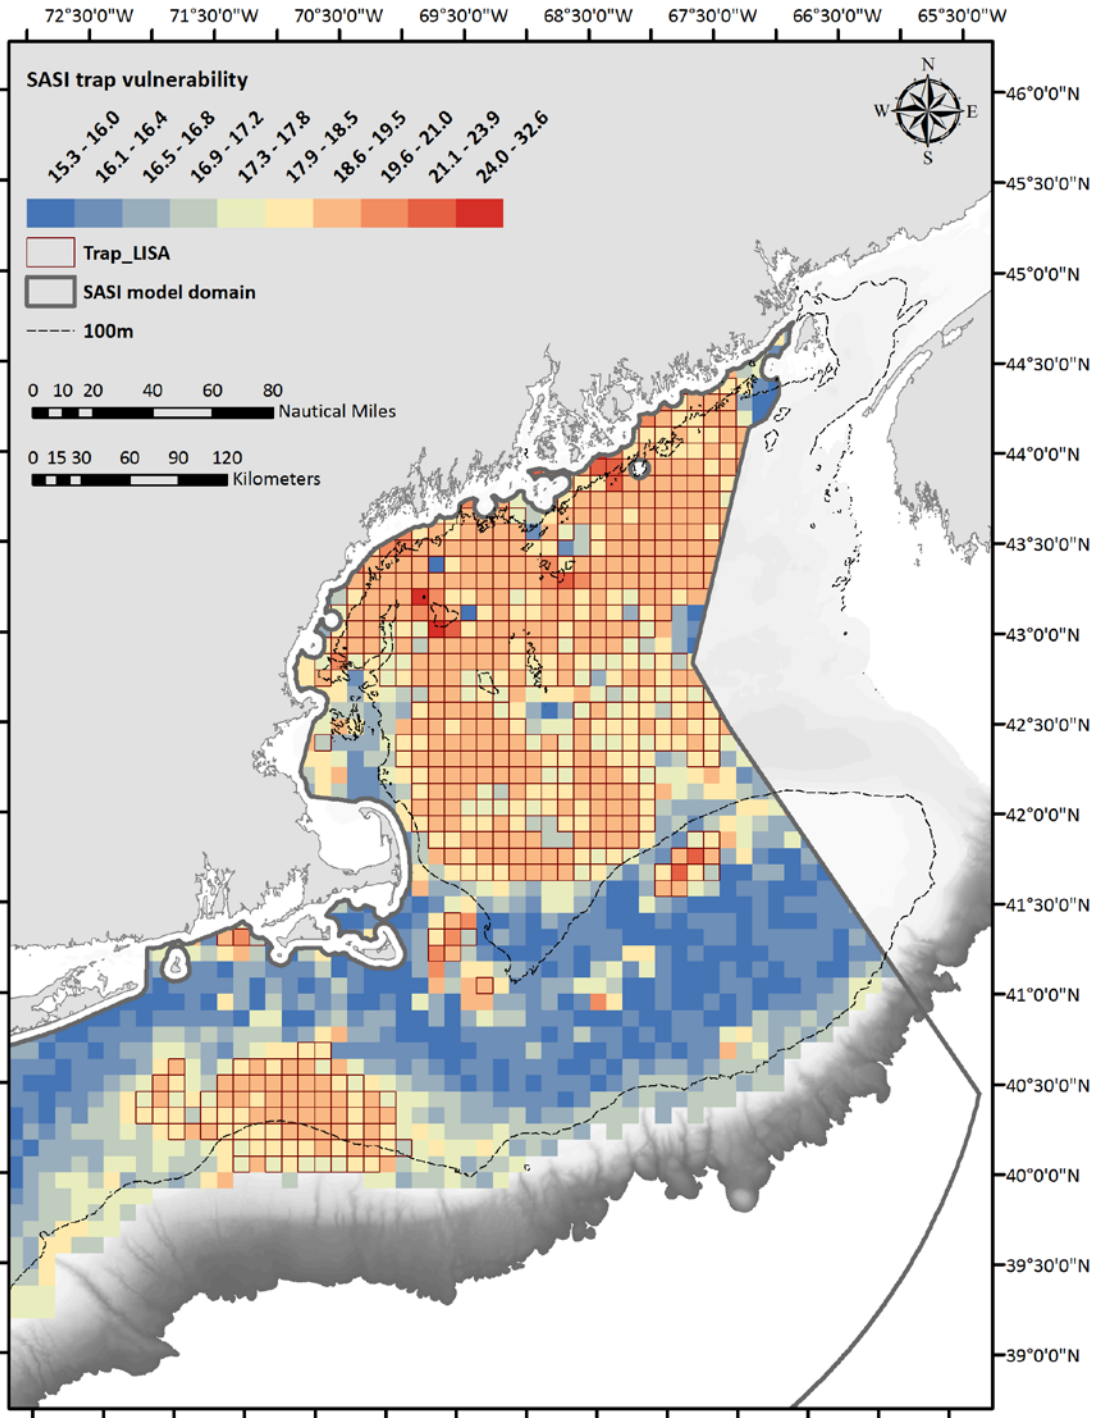 72°30'0"W 71°30'0"W 70°30'0"W 69°30'0"W 68°30'0"W 67°30'0"W 66°30'0"W 65°30'0"W
SASI trap vulnerability
15.3 - 16.0
16.1 - 16.4
16.5 - 16.8
16.9 - 17.2
17.3 - 17.8
17.9 - 18.5
18.6 - 19.5
19.6 - 21.0
21.1 - 23.9
24.0 - 32.6
Trap_LISA
SASI model domain
100m
0 10 20 40 60 80
Nautical Miles
0 15 30 60 90 120
Kilometers
N
W E
S
46°0'0"N
45°30'0"N
45°0'0"N
44°30'0"N
44°0'0"N
43°30'0"N
43°0'0"N
42°30'0"N
42°0'0"N
41°30'0"N
41°0'0"N
40°30'0"N
40°0'0"N
39°30'0"N
39°0'0"N